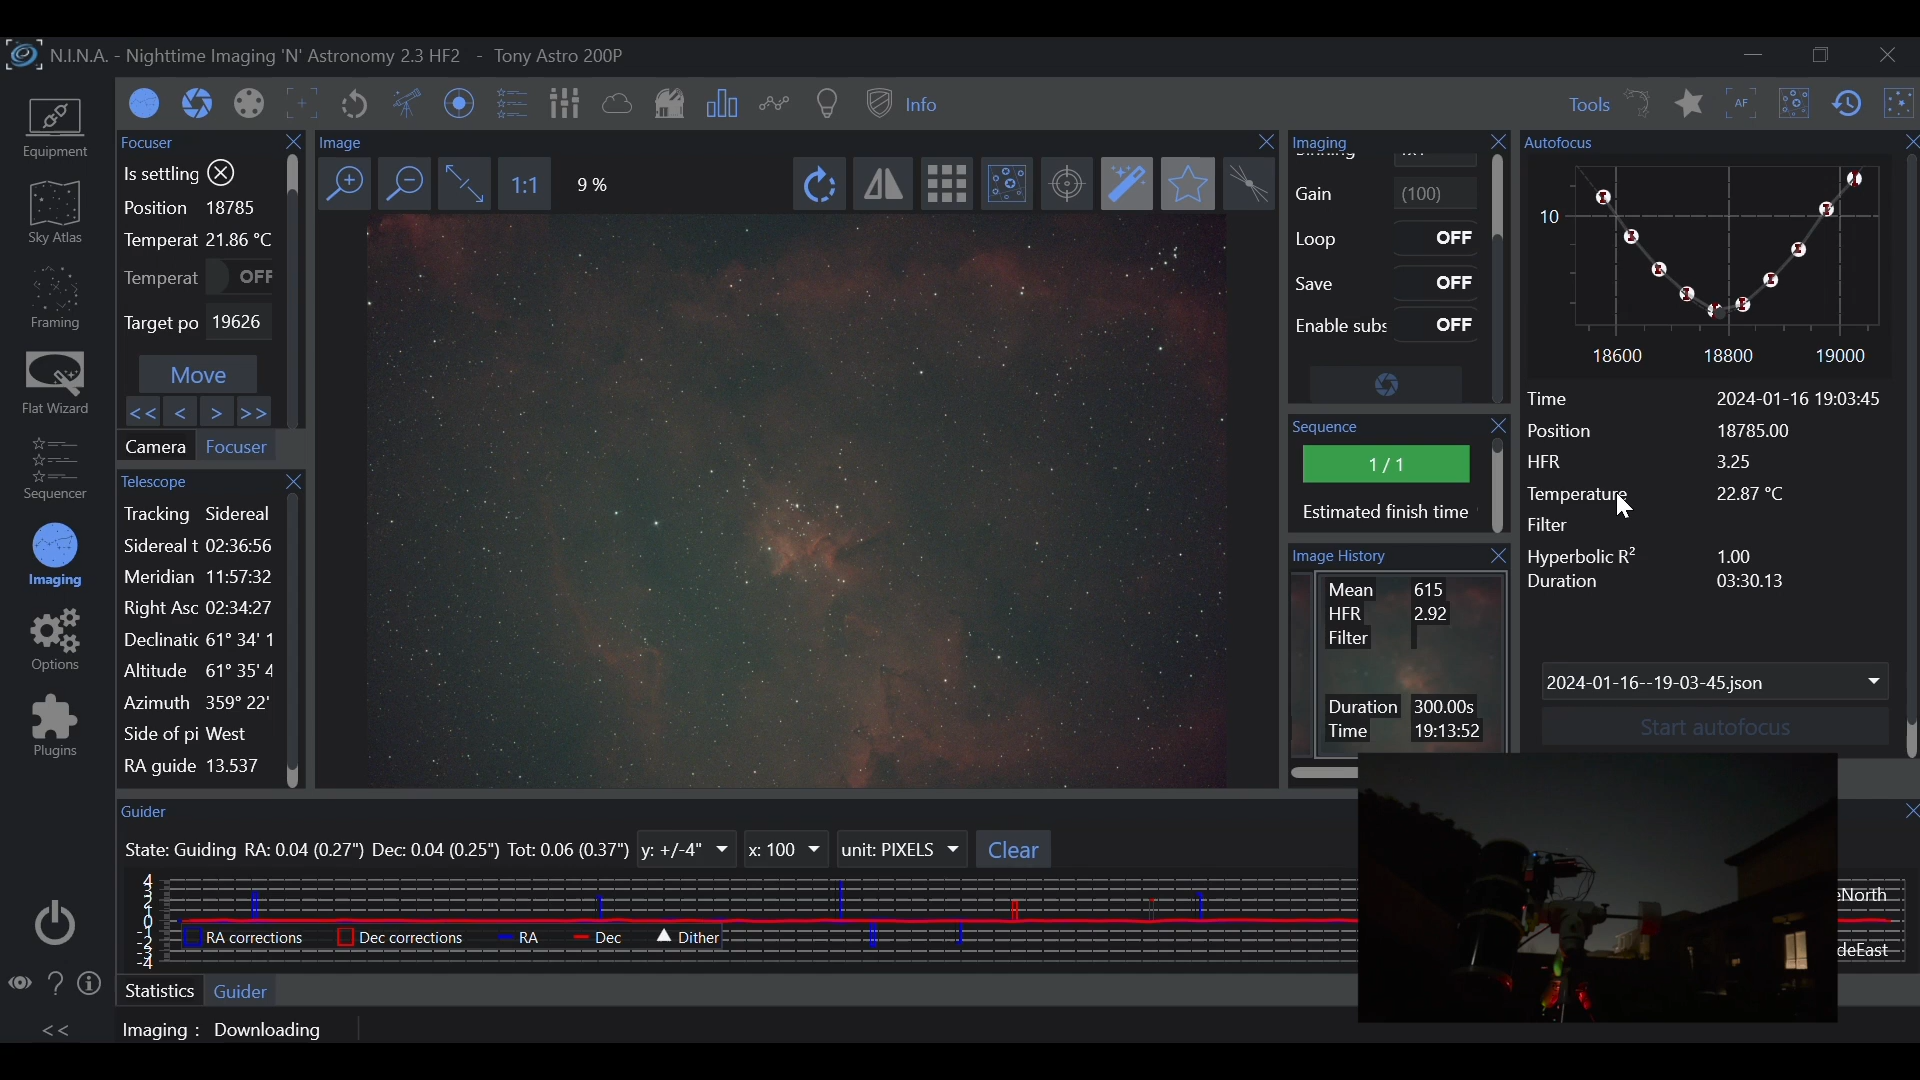 N.I.N.A. - Nighttime Imaging 'N' Astronomy 2.3 HF2 - Tony Astro 200P
Info
Tools
AF
Equipment
Sky Atlas
Framing
Flat Wizard
Sequencer
Imaging
Options
Plugins
<<
Focuser
Is settling
Position 18785
Temperat 21.86 °C
Temperat OFF
Target po 19626
Move
<< < > >>
Camera Focuser
Telescope
Tracking Sidereal
Sidereal t 02:36:56
Meridian 11:57:32
Right Asc 02:34:27
Declinatic 61° 34' 1
Altitude 61° 35' 4
Azimuth 359° 22'
Side of pi West
RA guide 13.537
Image
1:1 9 %
Imaging
Gain (100)
Loop OFF
Save OFF
Enable subs OFF
Sequence
1 / 1
Estimated finish time
Image History
Mean 615
HFR 2.92
Filter
Duration 300.00s
Time 19:13:52
Autofocus
10
18600 18800 19000
Time 2024-01-16 19:03:45
Position 18785.00
HFR 3.25
Temperature 22.87 °C
Filter
Hyperbolic R² 1.00
Duration 03:30.13
2024-01-16--19-03-45.json
Start autofocus
Guider
State: Guiding RA: 0.04 (0.27") Dec: 0.04 (0.25") Tot: 0.06 (0.37") y: +/-4" x: 100 unit: PIXELS Clear
4
3
2
1
0
-1
-2
-3
-4
RA corrections Dec corrections RA Dec Dither
eNorth
deEast
Statistics Guider
Imaging : Downloading